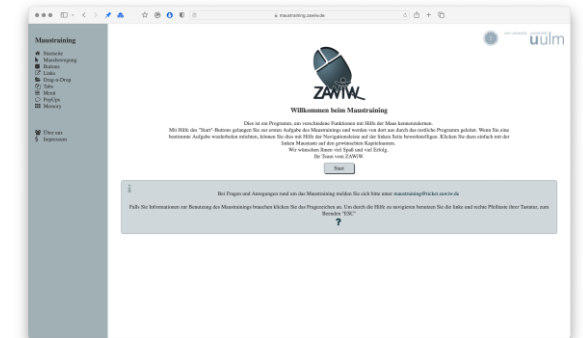 maustraining.zawiw.de
Maustraining
Startseite
Mausbewegung
Buttons
Links
Drag-n-Drop
Tabs
Menü
PopUps
Memory
Über uns
Impressum
uulm
ZAWiW
Willkommen beim Maustraining
Dies ist ein Programm, um verschiedene Funktionen mit Hilfe der Maus kennenzulernen.
Mit Hilfe des "Start"-Buttons gelangen Sie zur ersten Aufgabe des Maustrainings und werden von dort aus durch das restliche Programm geleitet. Wenn Sie eine
bestimmte Aufgabe wiederholen möchten, können Sie dies mit Hilfe der Navigationsleiste auf der linken Seite bewerkstelligen. Klicken Sie dazu einfach mit der
linken Maustaste auf den gewünschten Kapitelnamen.
Wir wünschen Ihnen viel Spaß und viel Erfolg.
Ihr Team vom ZAWiW
Start
Bei Fragen und Anregungen rund um das Maustraining melden Sie sich bitte unter maustraining@ticket.zawiw.de
Falls Sie Informationen zur Benutzung des Maustrainings brauchen klicken Sie das Fragezeichen an. Um durch die Hilfe zu navigieren benutzen Sie die linke und rechte Pfeiltaste ihrer Tastatur, zum
Beenden "ESC"
?